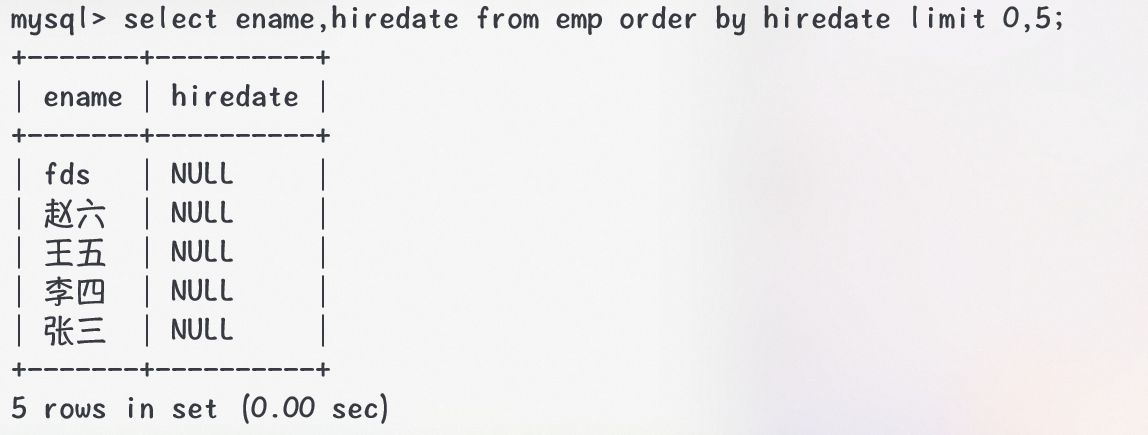 mysql> select ename,hiredate from emp order by hiredate limit 0,5;
+-------+----------+
| ename | hiredate |
+-------+----------+
| fds   | NULL     |
| 赵六  | NULL     |
| 王五  | NULL     |
| 李四  | NULL     |
| 张三  | NULL     |
+-------+----------+
5 rows in set (0.00 sec)